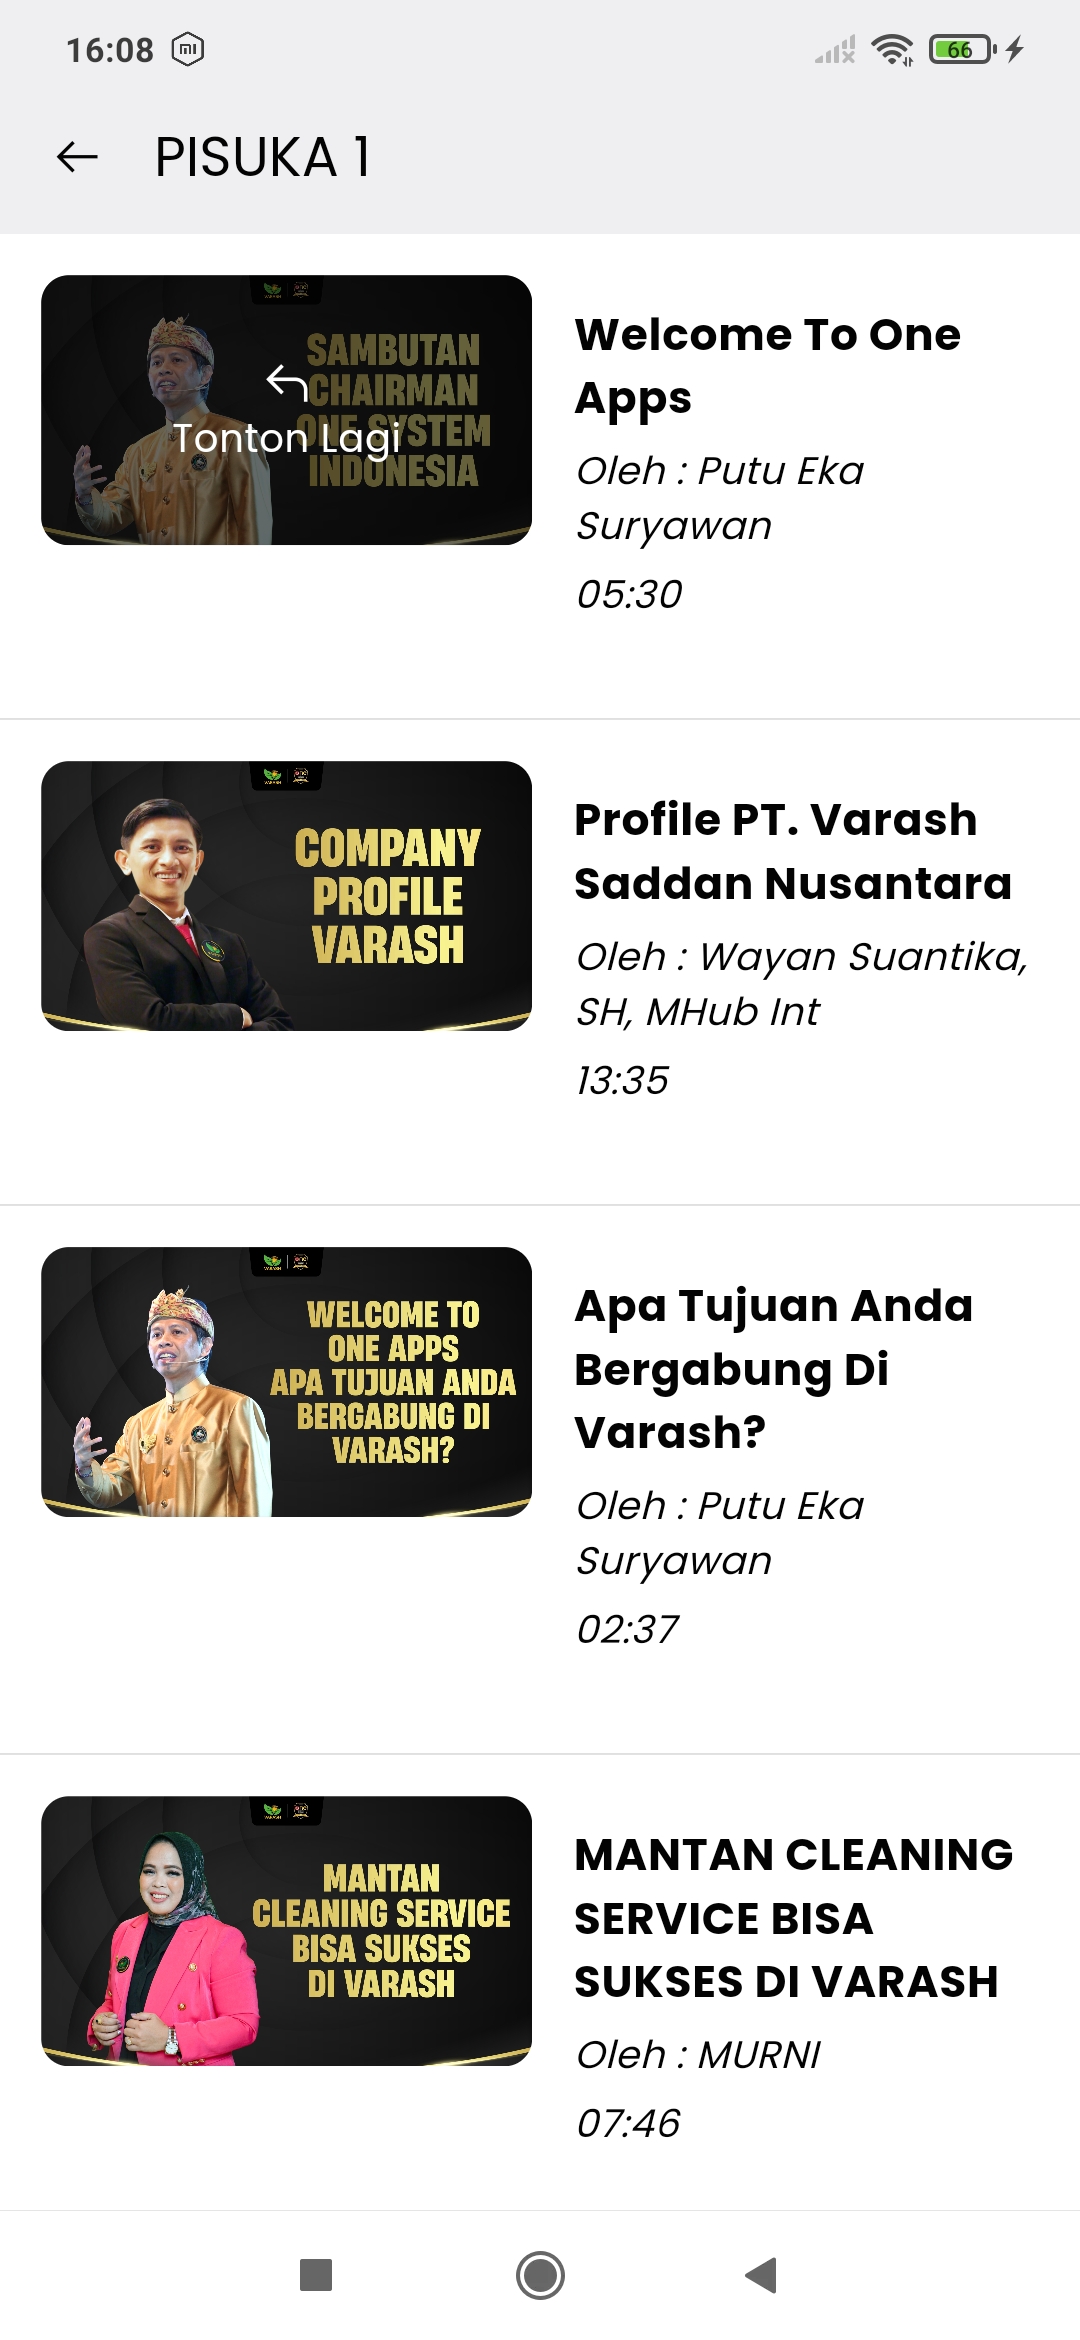 16:08
66
PISUKA 1
SAMBUTAN
CHAIRMAN
ONE SYSTEM
INDONESIA
Tonton Lagi
Welcome To One
Apps
Oleh : Putu Eka
Suryawan
05:30
COMPANY
PROFILE
VARASH
Profile PT. Varash
Saddan Nusantara
Oleh : Wayan Suantika,
SH, MHub Int
13:35
WELCOME TO
ONE APPS
APA TUJUAN ANDA
BERGABUNG DI
VARASH?
Apa Tujuan Anda
Bergabung Di
Varash?
Oleh : Putu Eka
Suryawan
02:37
MANTAN
CLEANING SERVICE
BISA SUKSES
DI VARASH
MANTAN CLEANING
SERVICE BISA
SUKSES DI VARASH
Oleh : MURNI
07:46